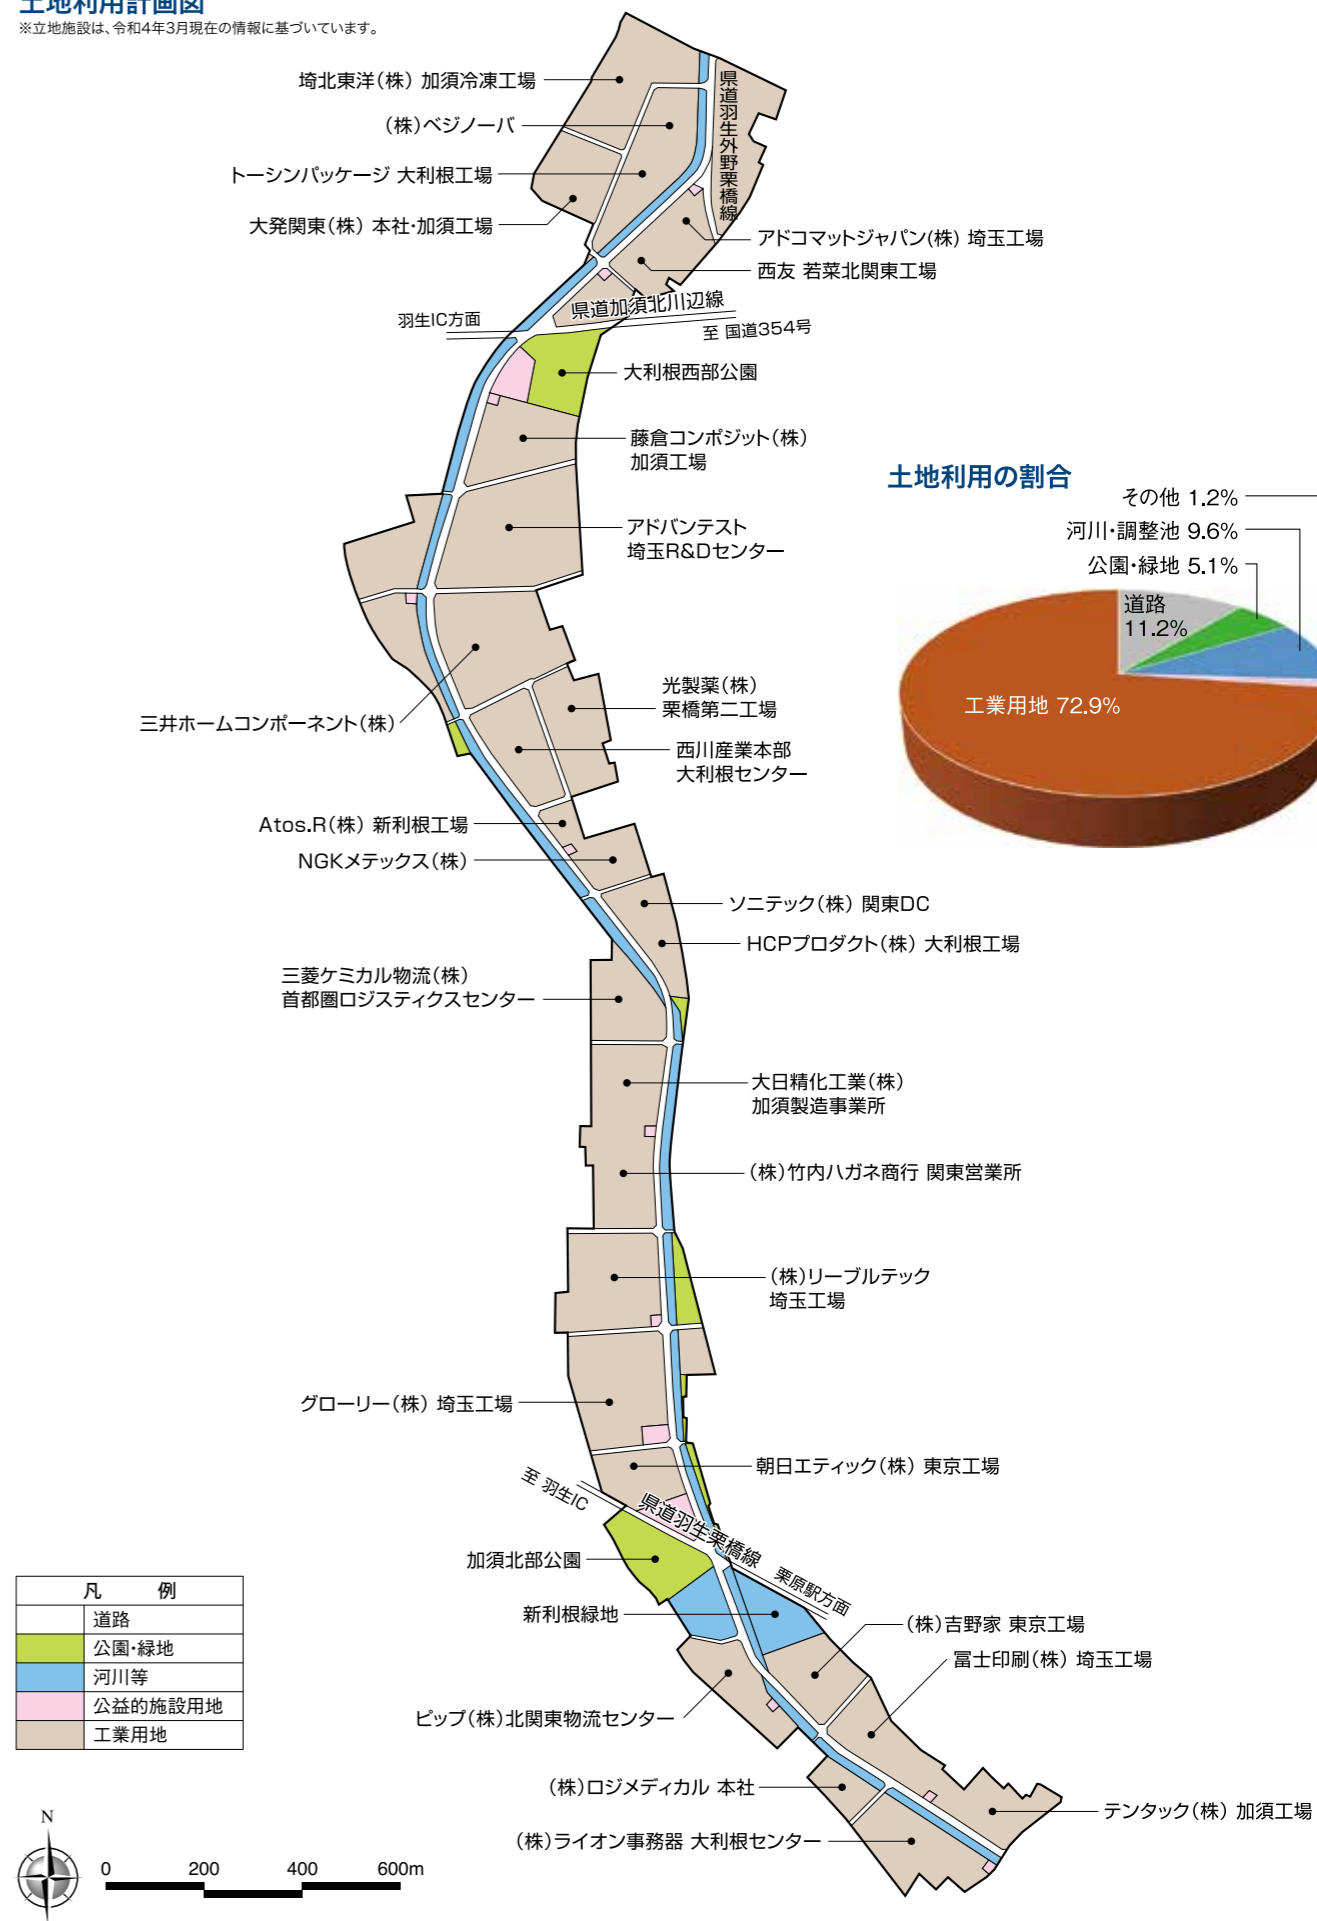 土地利用計画図
※立地施設は、令和4年3月現在の情報に基づいています。
埼北東洋(株) 加須冷凍工場
(株)ベジノーバ
トーシンパッケージ 大利根工場
大発関東(株) 本社・加須工場
県道羽生外野栗橋線
アドコマットジャパン(株) 埼玉工場
西友 若菜北関東工場
県道加須北川辺線
羽生IC方面
至 国道354号
大利根西部公園
藤倉コンポジット(株)
加須工場
アドバンテスト
埼玉R&Dセンター
土地利用の割合
その他 1.2%
河川・調整池 9.6%
公園・緑地 5.1%
道路
11.2%
工業用地 72.9%
光製薬(株)
栗橋第二工場
三井ホームコンポーネント(株)
西川産業本部
大利根センター
Atos.R(株) 新利根工場
NGKメテックス(株)
ソニテック(株) 関東DC
HCPプロダクト(株) 大利根工場
三菱ケミカル物流(株)
首都圏ロジスティクスセンター
大日精化工業(株)
加須製造事業所
(株)竹内ハガネ商行 関東営業所
(株)リーブルテック
埼玉工場
グローリー(株) 埼玉工場
朝日エティック(株) 東京工場
至 羽生IC
県道羽生栗橋線
加須北部公園
栗原駅方面
新利根緑地
(株)吉野家 東京工場
冨士印刷(株) 埼玉工場
ピップ(株)北関東物流センター
(株)ロジメディカル 本社
テンタック(株) 加須工場
(株)ライオン事務器 大利根センター
凡 例
道路
公園・緑地
河川等
公益的施設用地
工業用地
N
0 200 400 600m